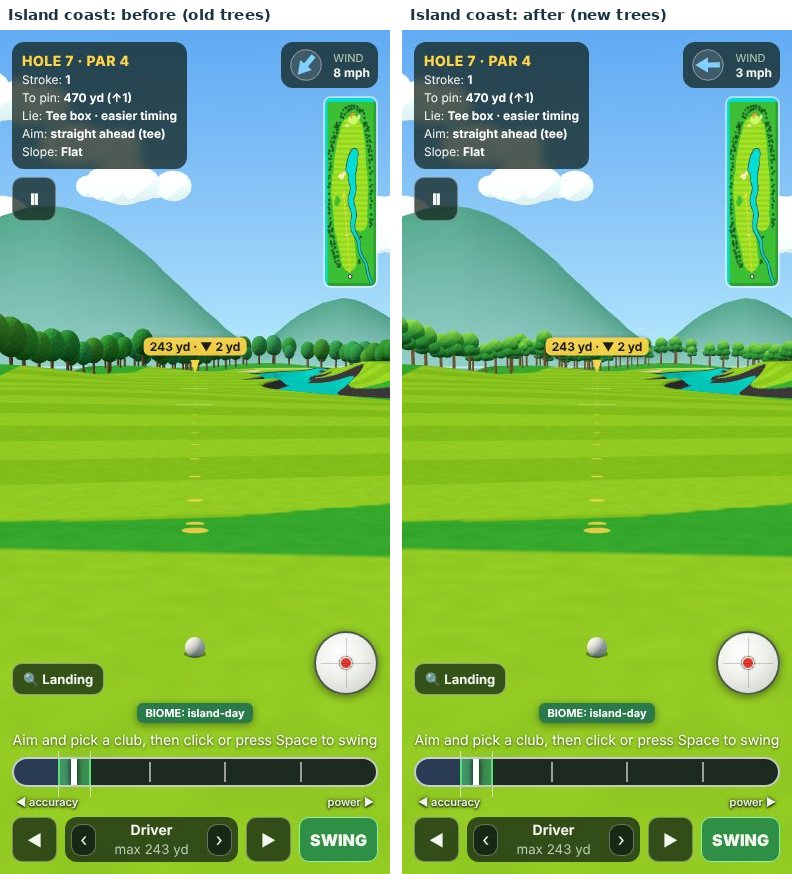 Island coast: before (old trees)
HOLE 7 · PAR 4
Stroke: 1
To pin: 470 yd (↑1)
Lie: Tee box · easier timing
Aim: straight ahead (tee)
Slope: Flat
WIND
8 mph
243 yd · ▼ 2 yd
🔍 Landing
BIOME: island-day
Aim and pick a club, then click or press Space to swing
◀ accuracy
power ▶
◀
‹
Driver
max 243 yd
›
▶
SWING
Island coast: after (new trees)
HOLE 7 · PAR 4
Stroke: 1
To pin: 470 yd (↑1)
Lie: Tee box · easier timing
Aim: straight ahead (tee)
Slope: Flat
WIND
3 mph
243 yd · ▼ 2 yd
🔍 Landing
BIOME: island-day
Aim and pick a club, then click or press Space to swing
◀ accuracy
power ▶
◀
‹
Driver
max 243 yd
›
▶
SWING